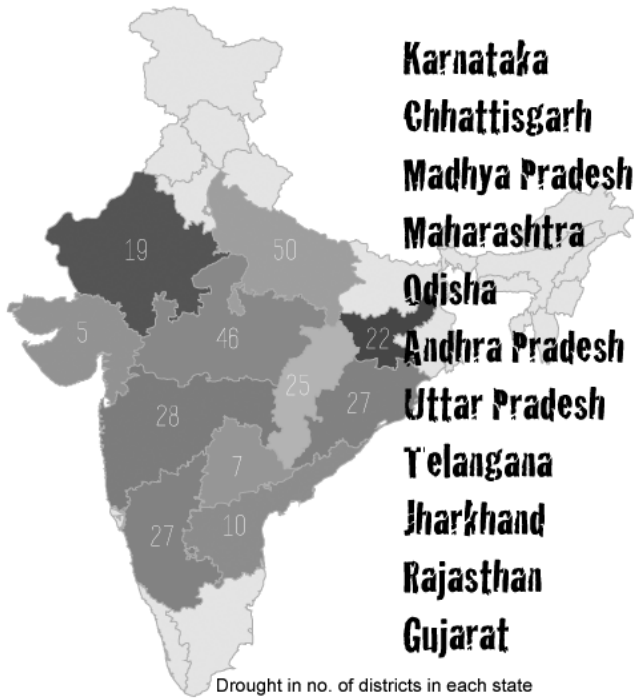 Karnataka
Chhattisgarh
Madhya Pradesh
Maharashtra
Odisha
Andhra Pradesh
Uttar Pradesh
Telangana
Jharkhand
Rajasthan
Gujarat
19
50
5
46
22
25
28
27
7
10
27
Drought in no. of districts in each state